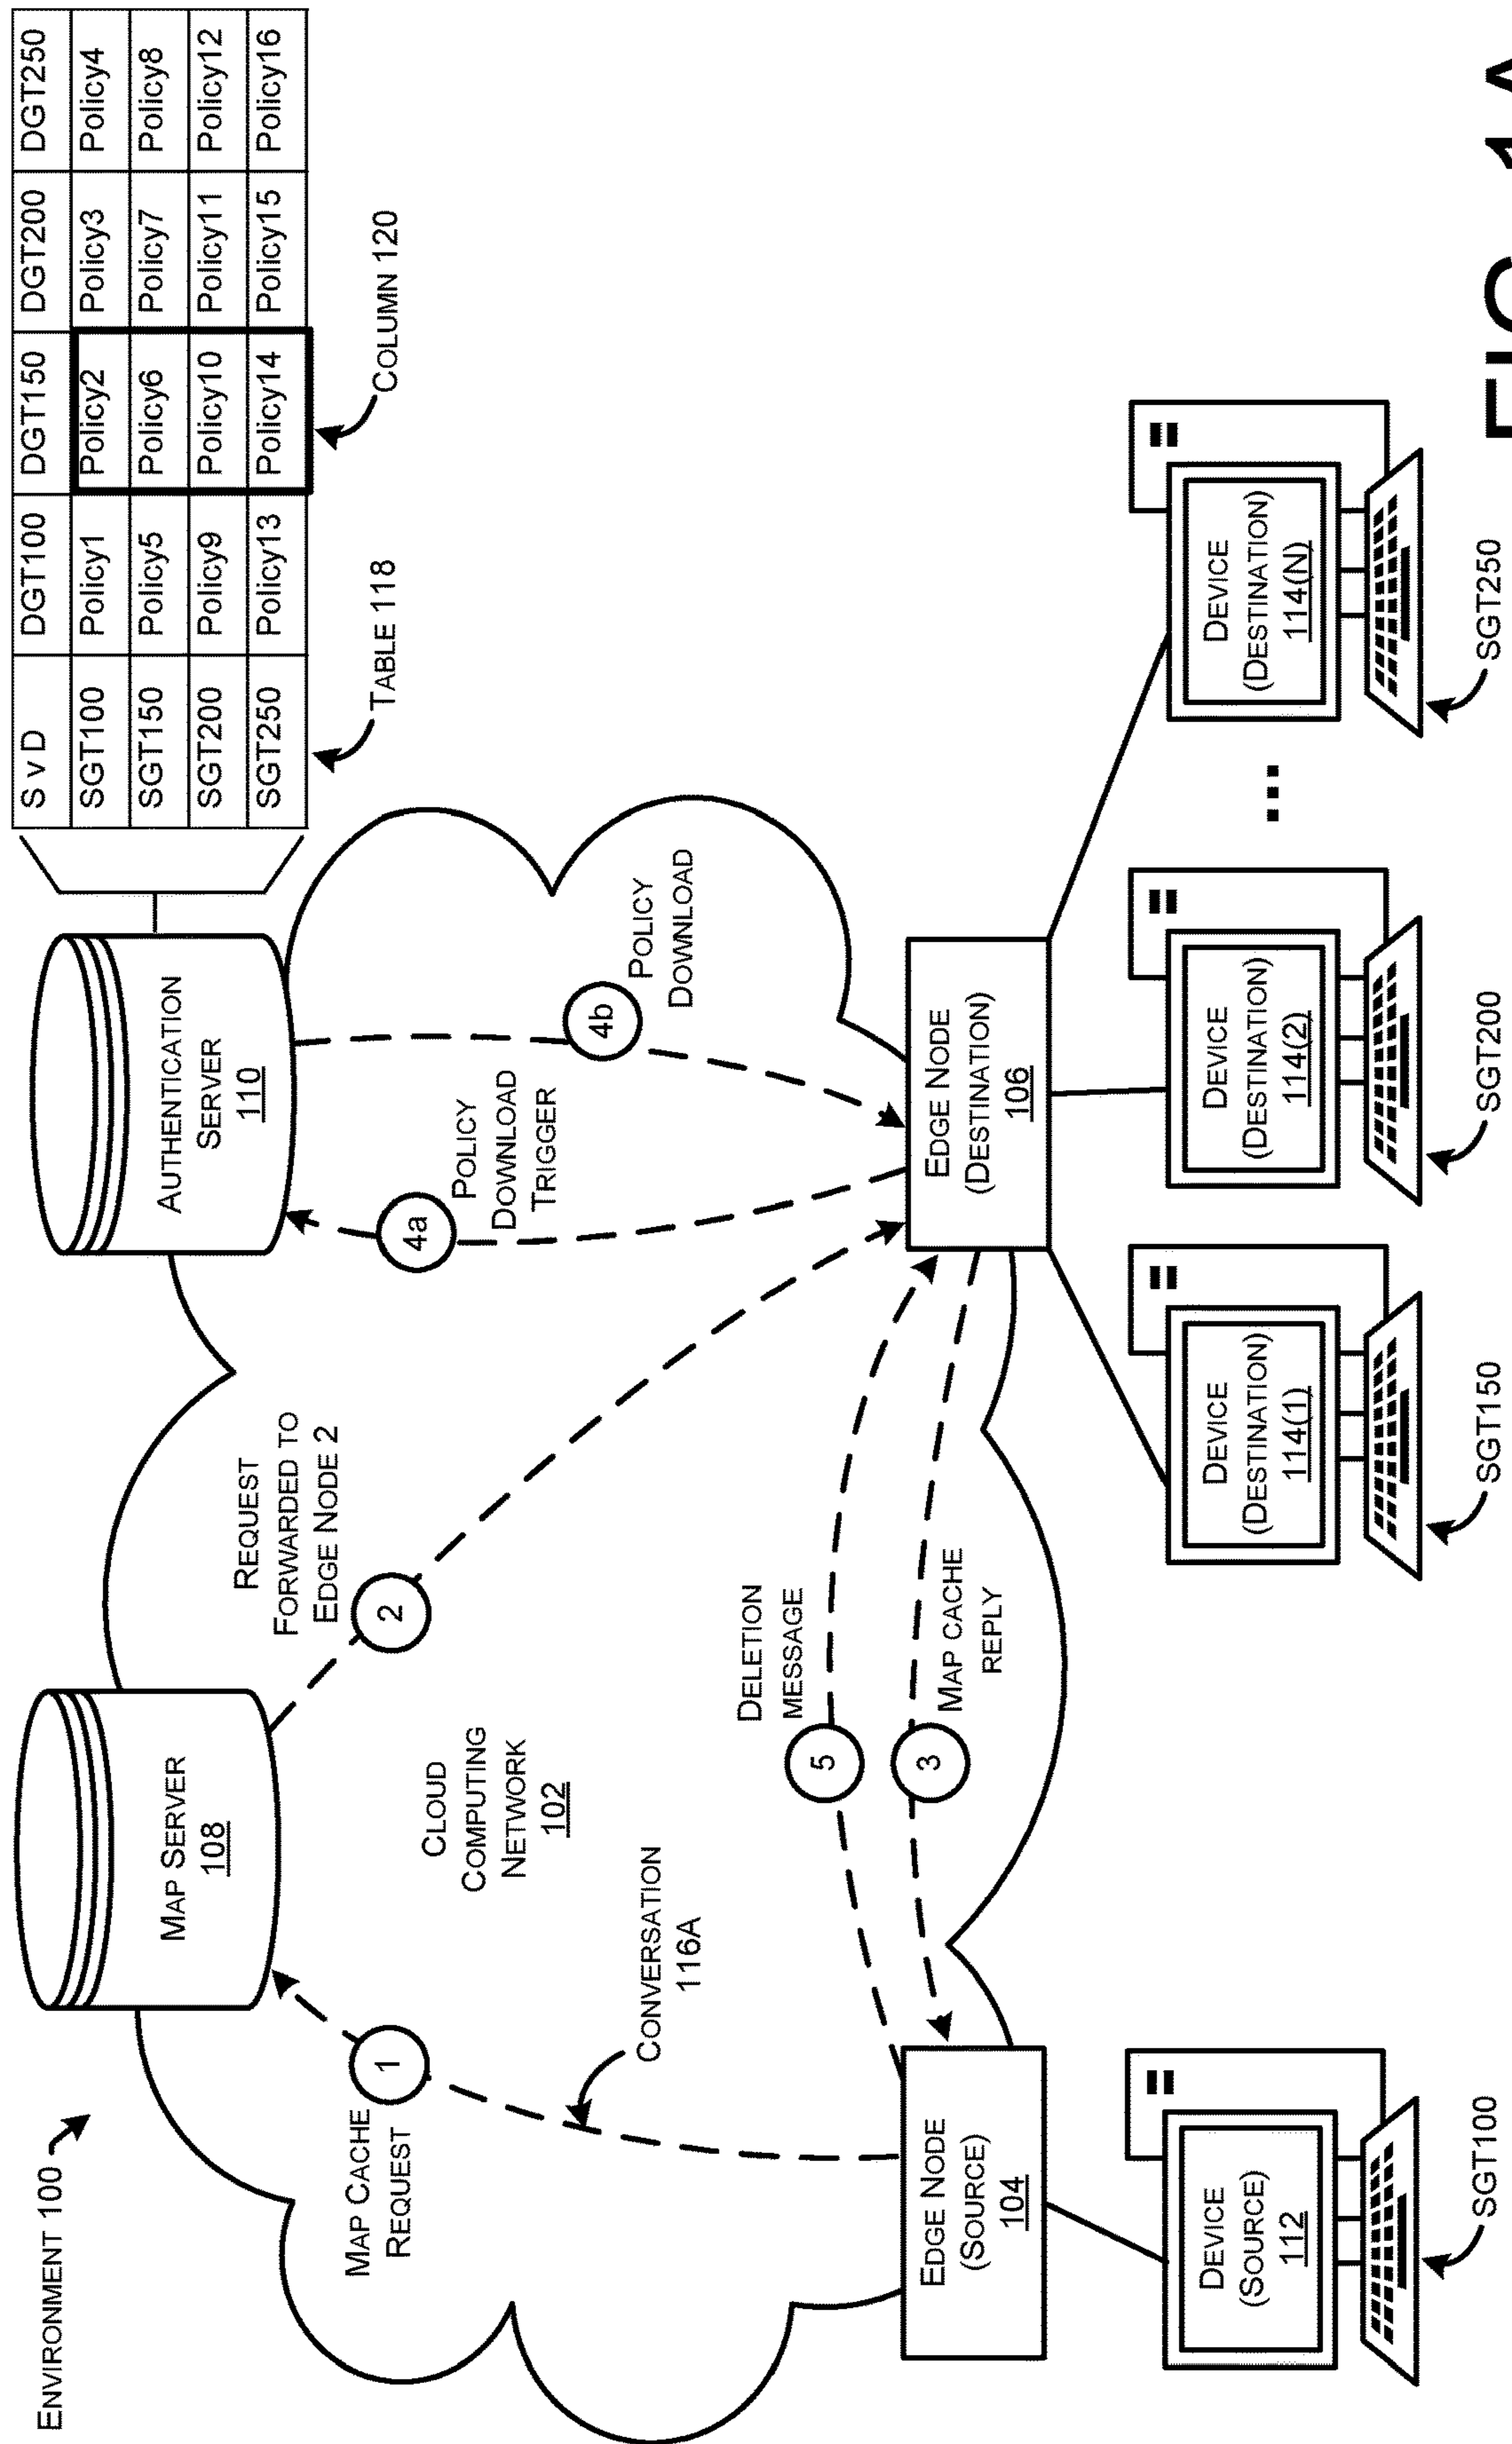 ENVIRONMENT 100
MAP SERVER
108
AUTHENTICATION
SERVER
110
S v D DGT100 DGT150 DGT200 DGT250
SGT100 Policy1 Policy2 Policy3 Policy4
SGT150 Policy5 Policy6 Policy7 Policy8
SGT200 Policy9 Policy10 Policy11 Policy12
SGT250 Policy13 Policy14 Policy15 Policy16
TABLE 118
COLUMN 120
MAP CACHE
REQUEST
1
REQUEST
FORWARDED TO
EDGE NODE 2
2
CLOUD
COMPUTING
NETWORK
102
CONVERSATION
116A
4a
POLICY
DOWNLOAD
TRIGGER
4b
POLICY
DOWNLOAD
DELETION
MESSAGE
5
3
MAP CACHE
REPLY
EDGE NODE
(SOURCE)
104
EDGE NODE
(DESTINATION)
106
DEVICE
(SOURCE)
112
SGT100
DEVICE
(DESTINATION)
114(1)
SGT150
DEVICE
(DESTINATION)
114(2)
SGT200
...
DEVICE
(DESTINATION)
114(N)
SGT250